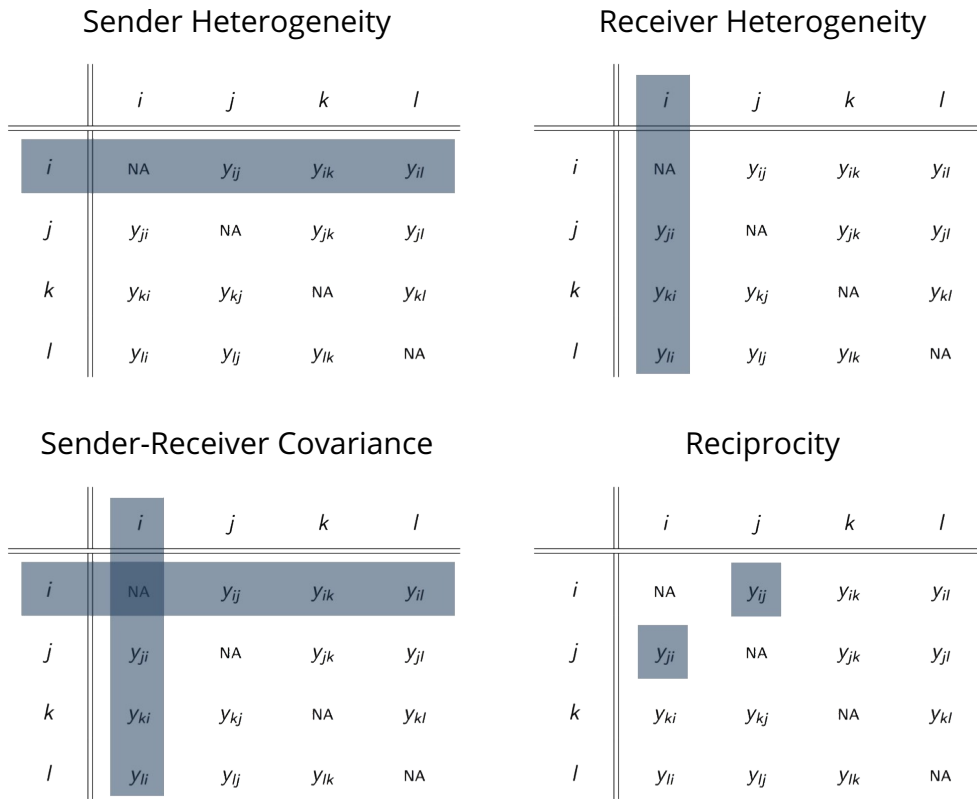 Sender Heterogeneity
i j k l
i NA y_ij y_ik y_il
j y_ji NA y_jk y_jl
k y_ki y_kj NA y_kl
l y_li y_lj y_lk NA
Receiver Heterogeneity
i j k l
i NA y_ij y_ik y_il
j y_ji NA y_jk y_jl
k y_ki y_kj NA y_kl
l y_li y_lj y_lk NA
Sender-Receiver Covariance
i j k l
i NA y_ij y_ik y_il
j y_ji NA y_jk y_jl
k y_ki y_kj NA y_kl
l y_li y_lj y_lk NA
Reciprocity
i j k l
i NA y_ij y_ik y_il
j y_ji NA y_jk y_jl
k y_ki y_kj NA y_kl
l y_li y_lj y_lk NA